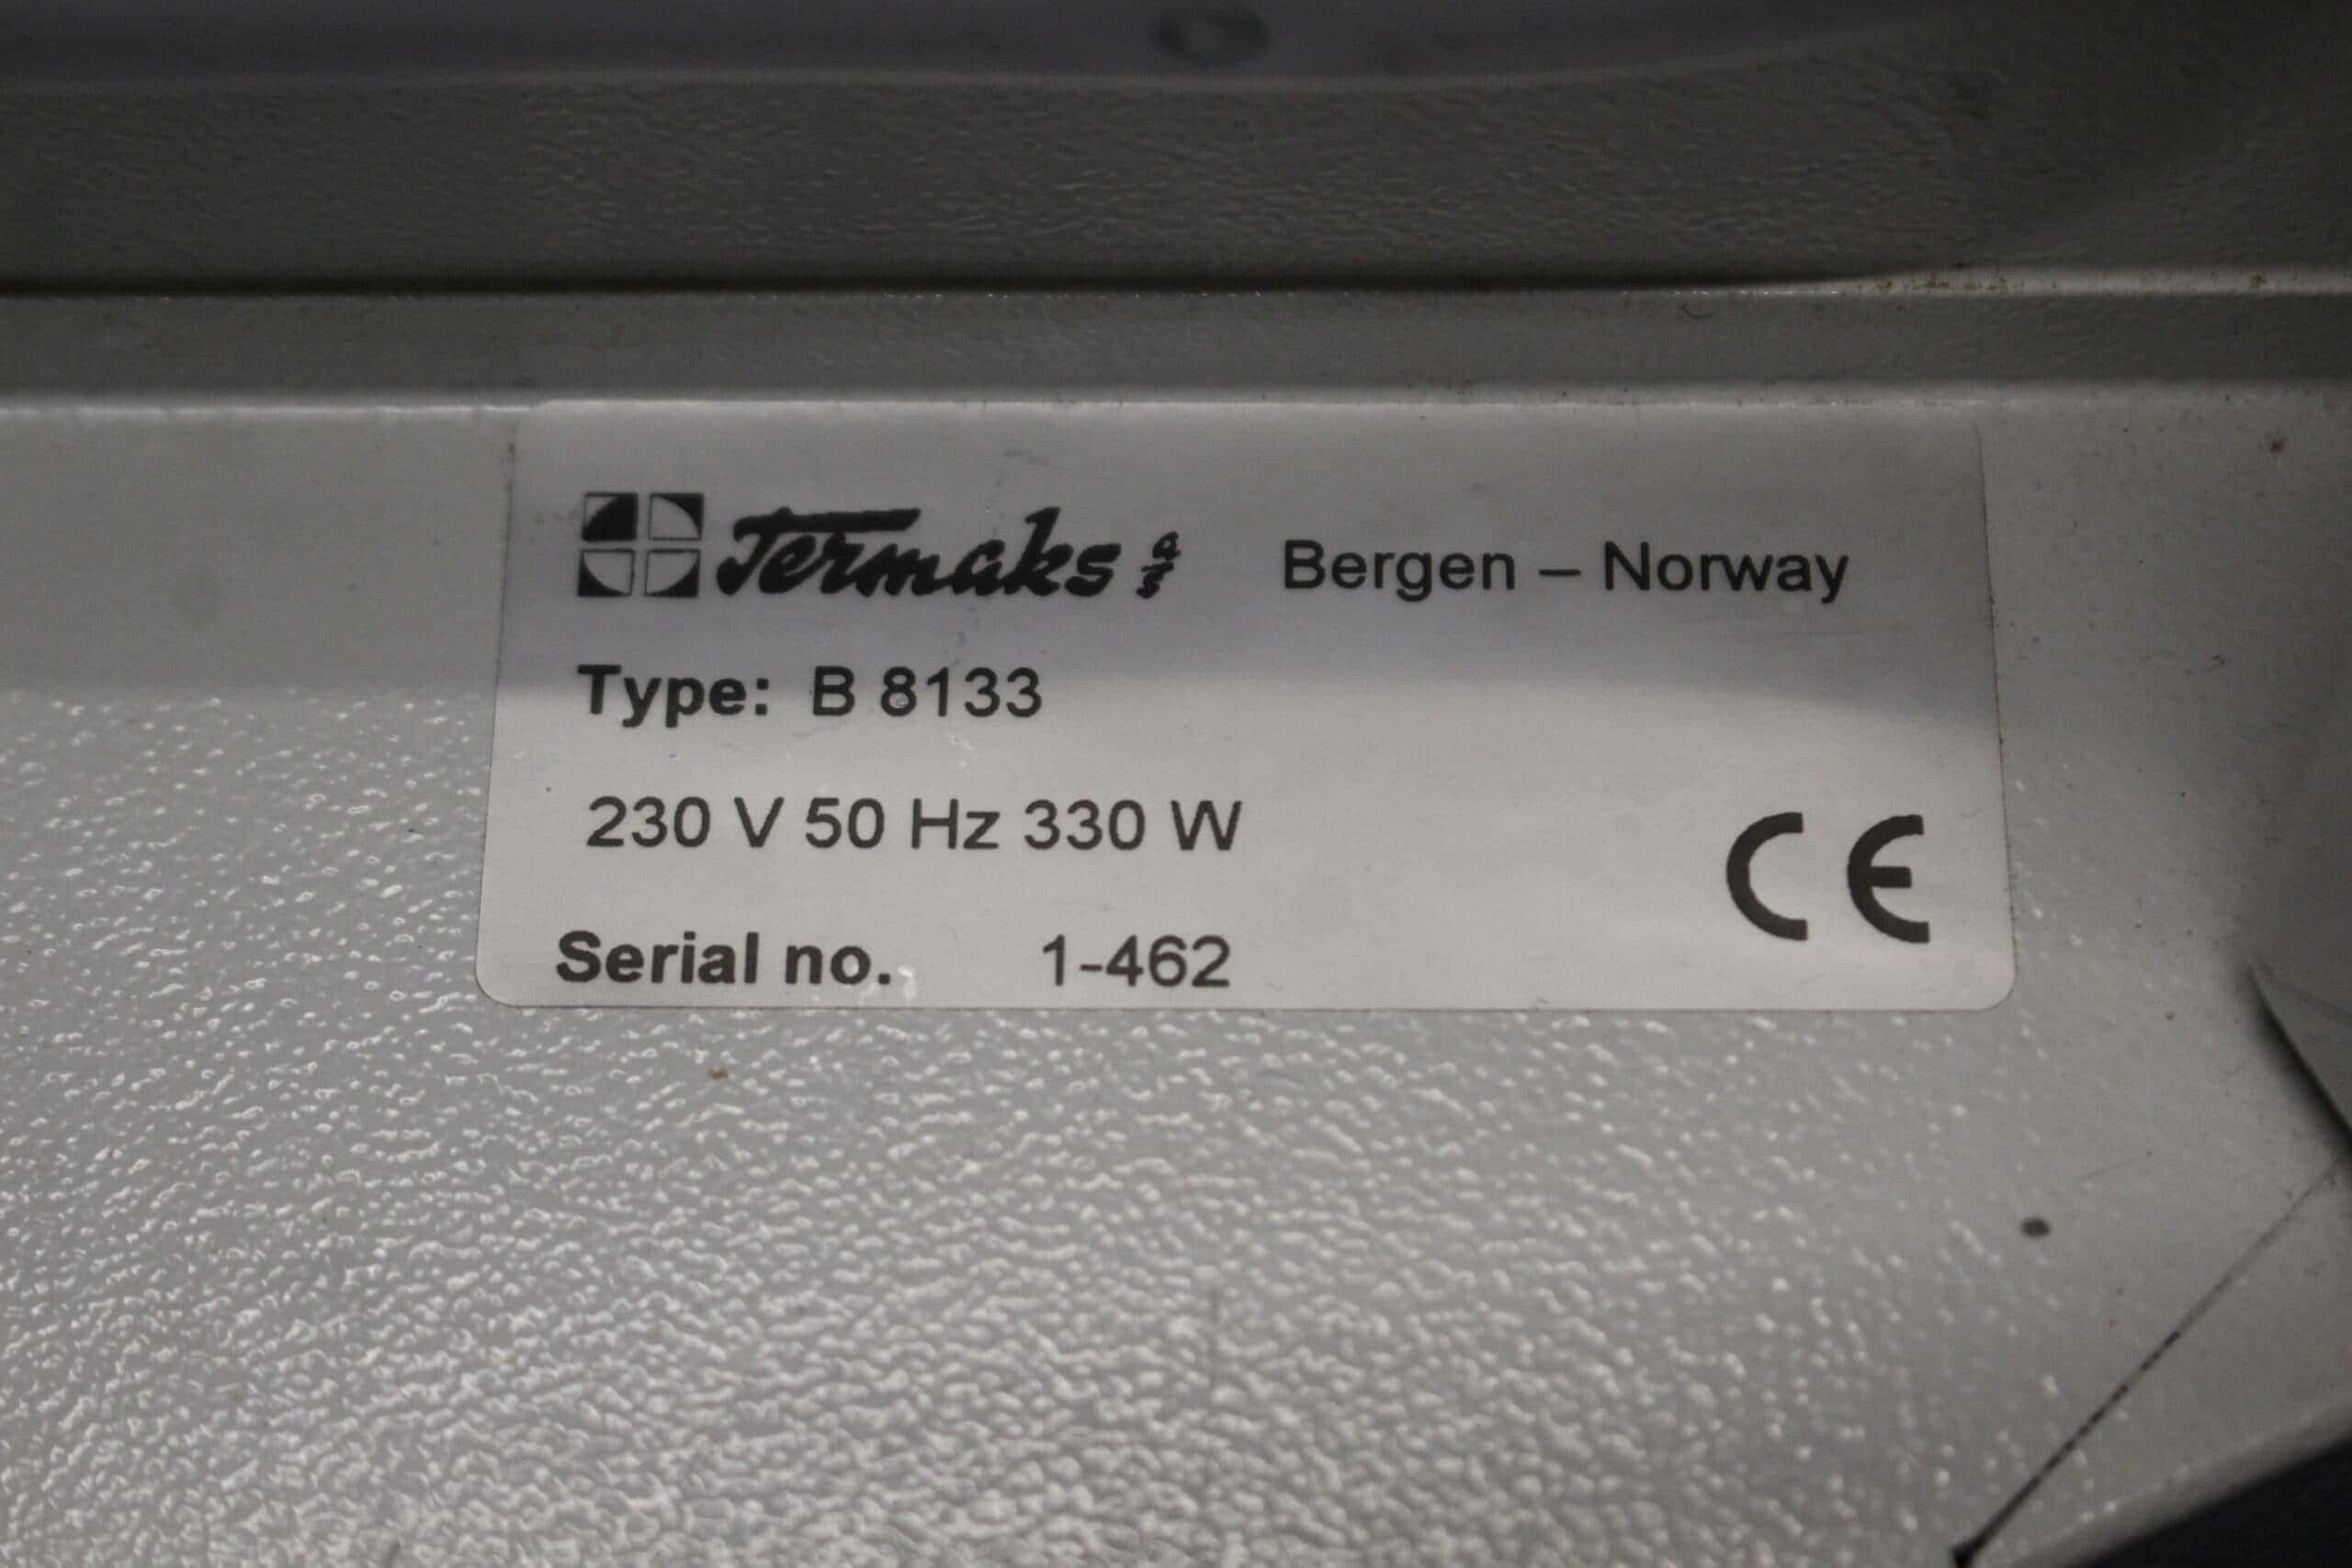 Termaks a/s Bergen – Norway
Type: B 8133
230 V 50 Hz 330 W
CE
Serial no. 1-462